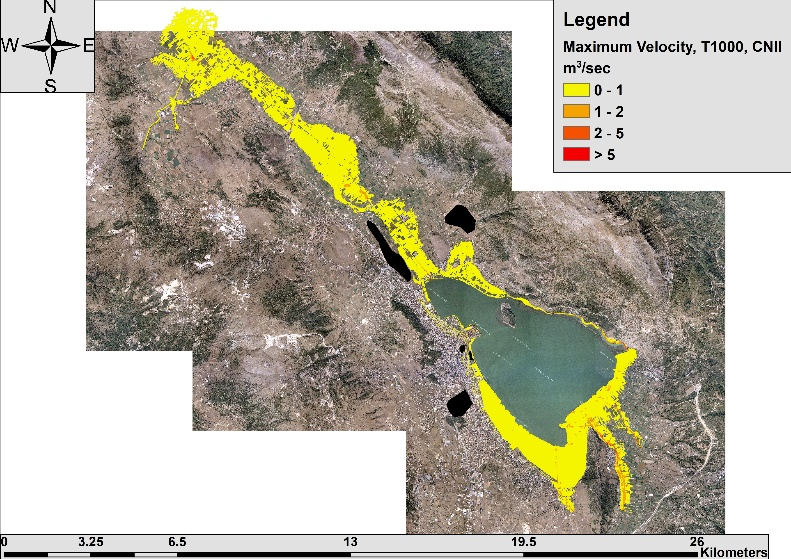 N
W E
S
Legend
Maximum Velocity, T1000, CNII
m³/sec
0 - 1
1 - 2
2 - 5
> 5
0 3.25 6.5 13 19.5 26
Kilometers